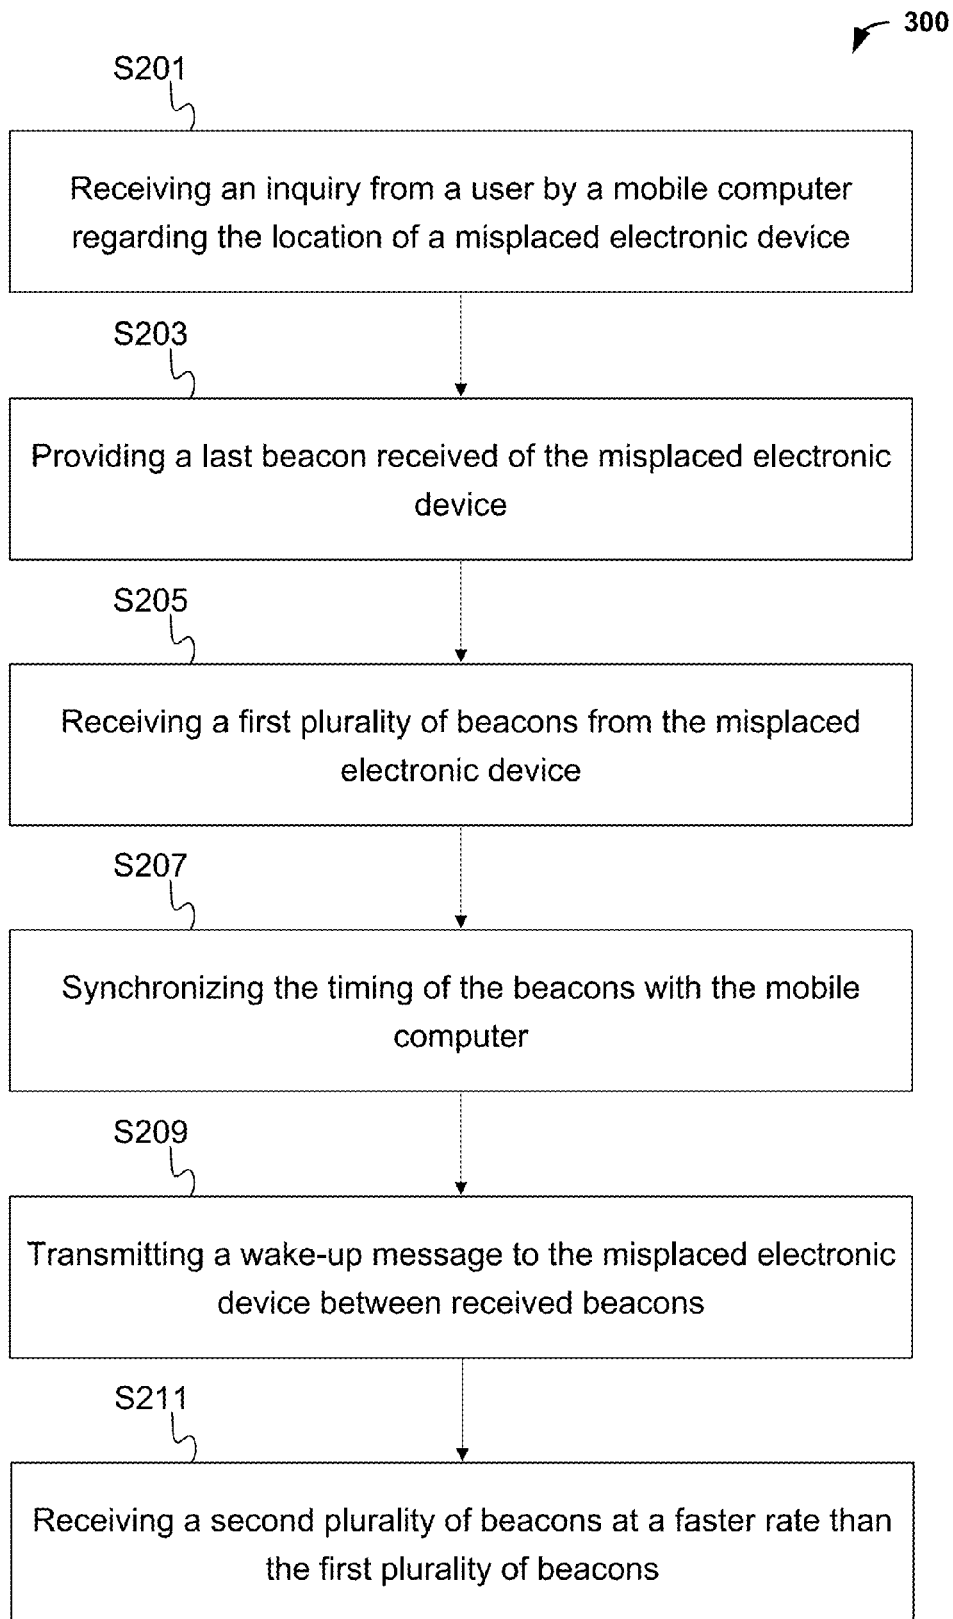 300
S201
Receiving an inquiry from a user by a mobile computer
regarding the location of a misplaced electronic device
S203
Providing a last beacon received of the misplaced electronic
device
S205
Receiving a first plurality of beacons from the misplaced
electronic device
S207
Synchronizing the timing of the beacons with the mobile
computer
S209
Transmitting a wake-up message to the misplaced electronic
device between received beacons
S211
Receiving a second plurality of beacons at a faster rate than
the first plurality of beacons